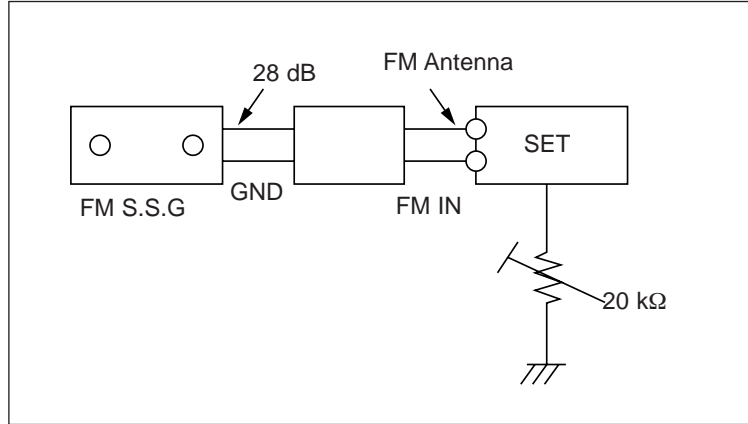 28 dB
FM Antenna
SET
FM S.S.G
GND
FM IN
20 kΩ